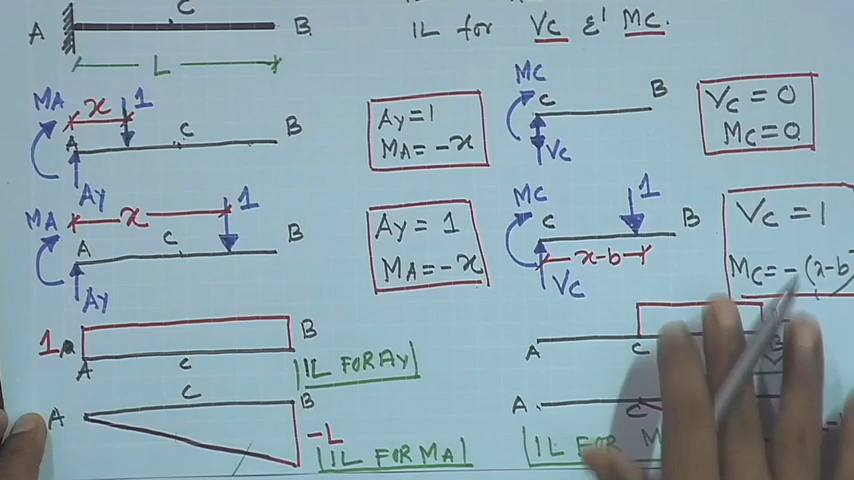 C
A
B
IL for VC & MC.
L
MA
x
1
A
C
B
Ay
Ay = 1
MA = -x
MC
C
B
VC
VC = 0
MC = 0
MA
x
1
A
C
B
Ay
Ay = 1
MA = -x
MC
C
1
B
x-b
VC
VC = 1
MC = - (x-b
1
A
C
B
IL FOR Ay
A
C
B
A
C
B
-L
IL FOR MA
A
C
IL FOR M